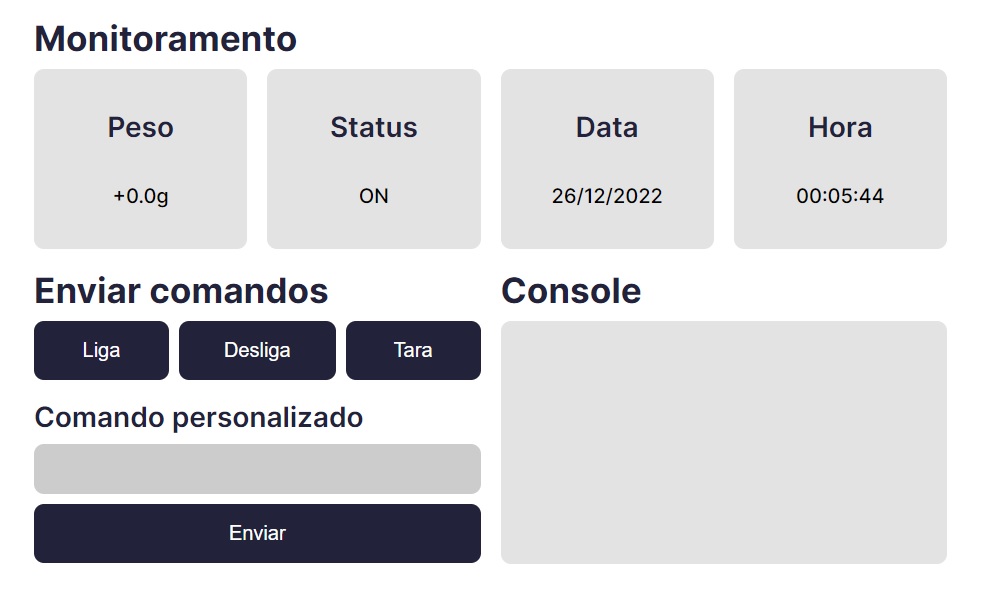 Monitoramento
Peso
Status
Data
Hora
+0.0g
ON
26/12/2022
00:05:44
Enviar comandos
Console
Liga
Desliga
Tara
Comando personalizado
Enviar